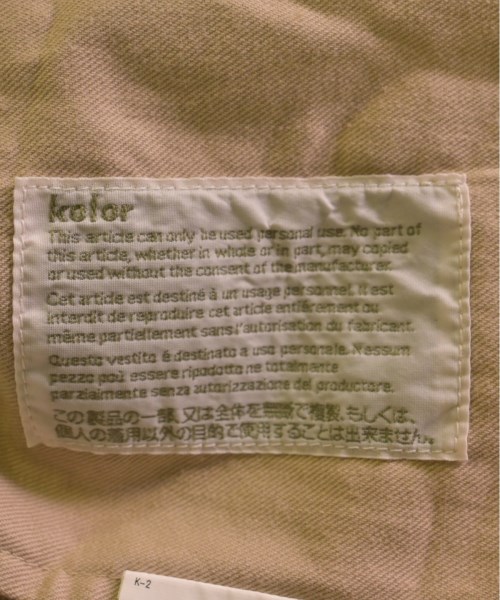 kolor
This article can only be used personal use. No part of
this article, whether in whole or in part, may copied
or used without the consent of the manufacturer.
Cet article est destiné à un usage personnel. Il est
interdit de reproduire cet article entièrement ou
même partiellement sans l'autorisation du fabricant.
Questo vestito é destinato a uso personale. Nessum
pezzo può essere ripodotto ne totalmente
parzialmente senza autorizzazione del productore.
この製品の一部、又は全体を無断で複製、もしくは、
個人の着用以外の目的で使用することは出来ません。
K-2